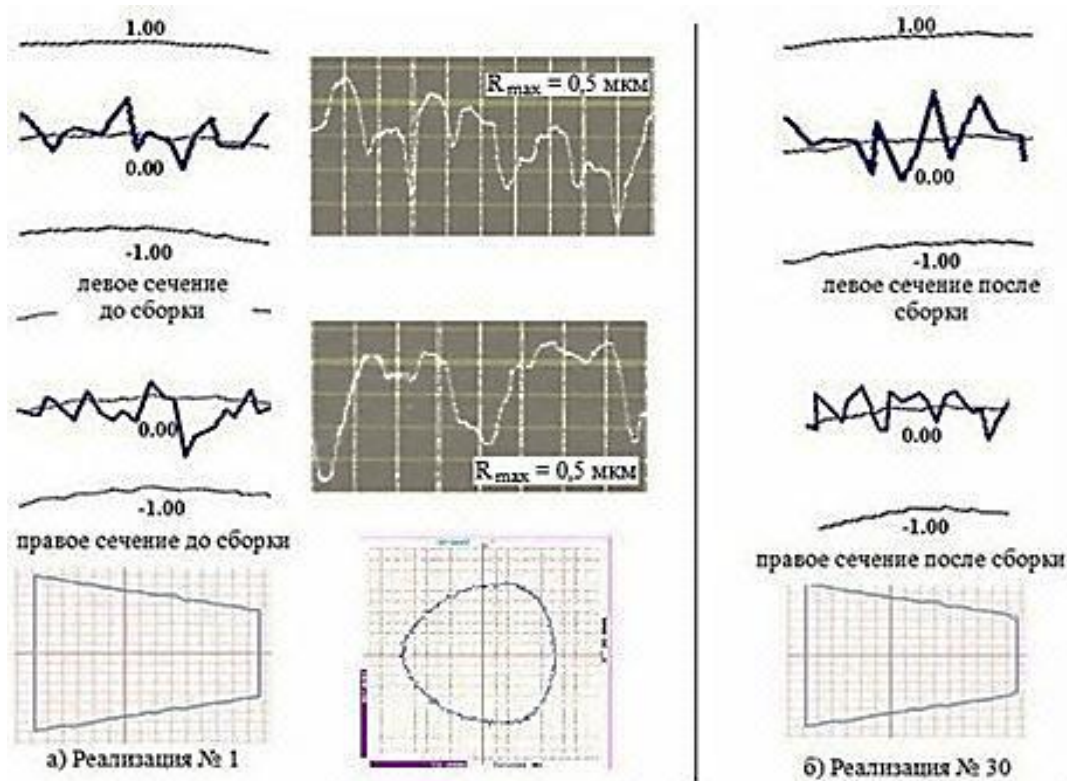 1.00
0.00
-1.00
левое сечение
до сборки
0.00
-1.00
правое сечение до сборки
а) Реализация № 1
R max = 0,5 мкм
R max = 0,5 мкм
1.00
0.00
-1.00
левое сечение после
сборки
0.00
-1.00
правое сечение после сборки
б) Реализация № 30